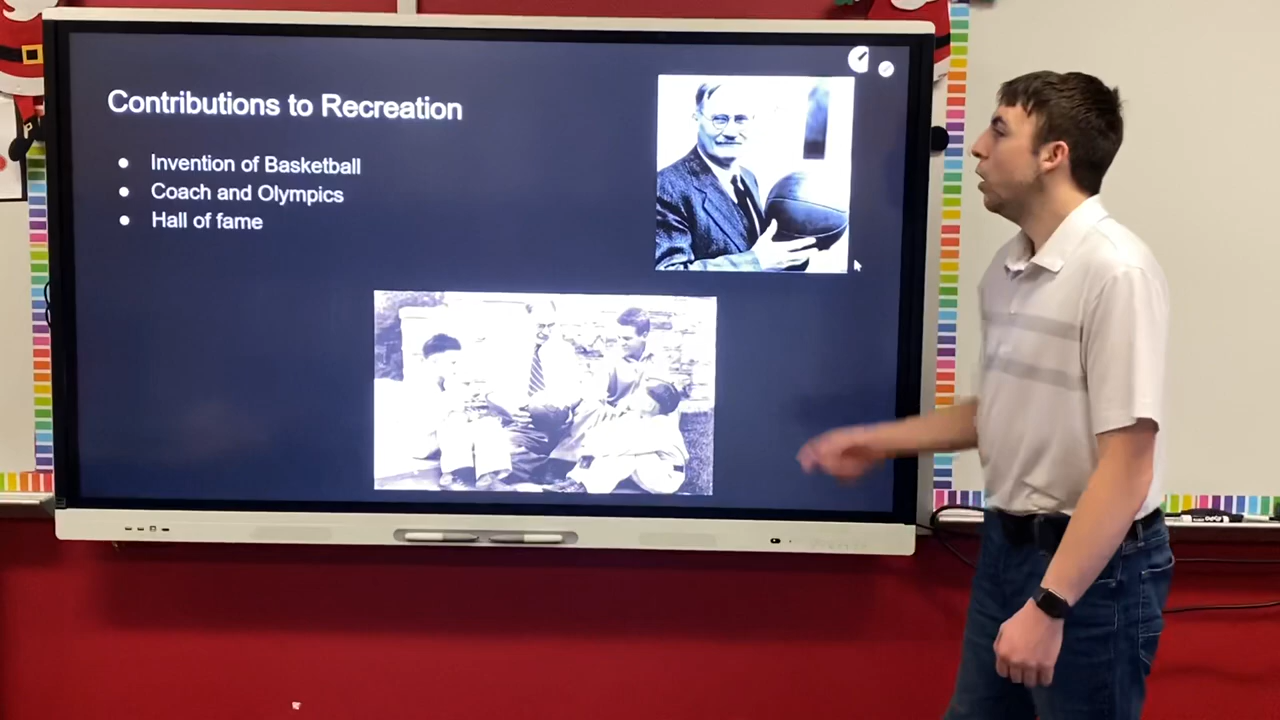 Contributions to Recreation
Invention of Basketball
Coach and Olympics
Hall of fame